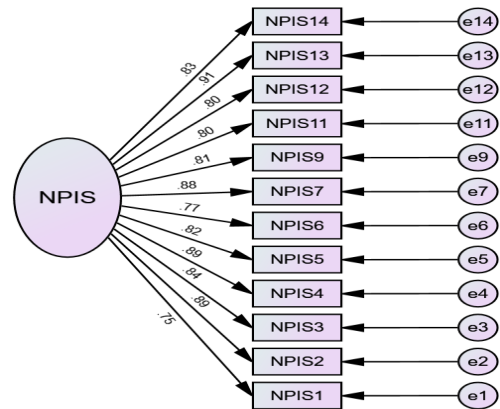 NPIS14
e14
.83
NPIS13
e13
.91
NPIS12
e12
.80
NPIS11
e11
.80
NPIS9
e9
.81
NPIS
NPIS7
e7
.88
NPIS6
e6
.77
NPIS5
e5
.82
NPIS4
e4
.89
NPIS3
e3
.84
NPIS2
e2
.89
NPIS1
e1
.75